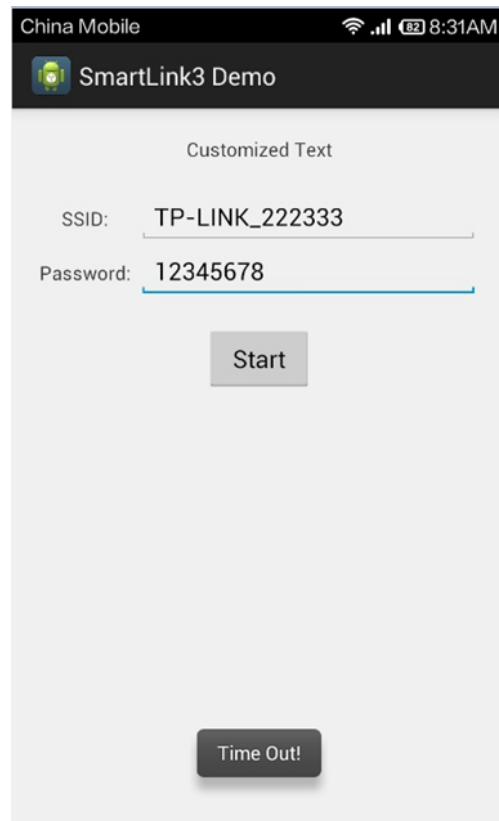 China Mobile 82 8:31AM
SmartLink3 Demo
Customized Text
SSID: TP-LINK_222333
Password: 12345678
Start
Time Out!